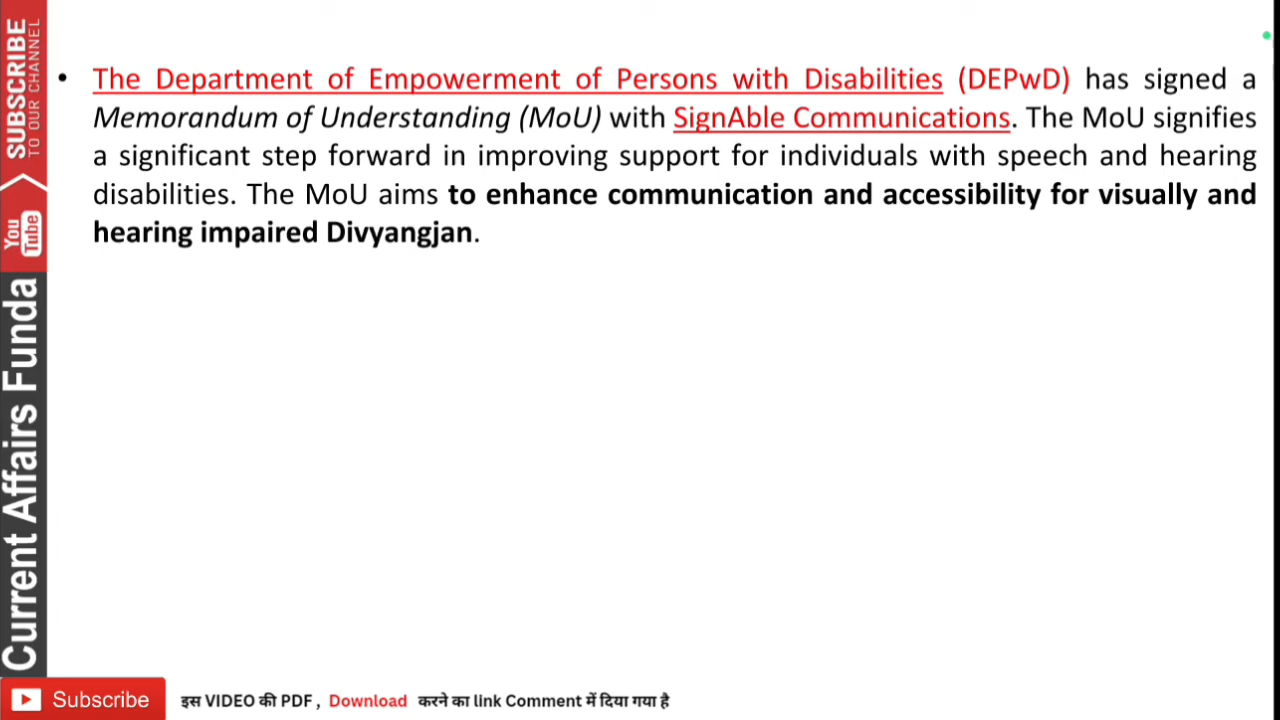 • The Department of Empowerment of Persons with Disabilities (DEPwD) has signed a
Memorandum of Understanding (MoU) with SignAble Communications. The MoU signifies
a significant step forward in improving support for individuals with speech and hearing
disabilities. The MoU aims to enhance communication and accessibility for visually and
hearing impaired Divyangjan.
SUBSCRIBE
TO OUR CHANNEL
You
Tube
Current Affairs Funda
Subscribe
इस VIDEO की PDF , Download करने का link Comment में दिया गया है